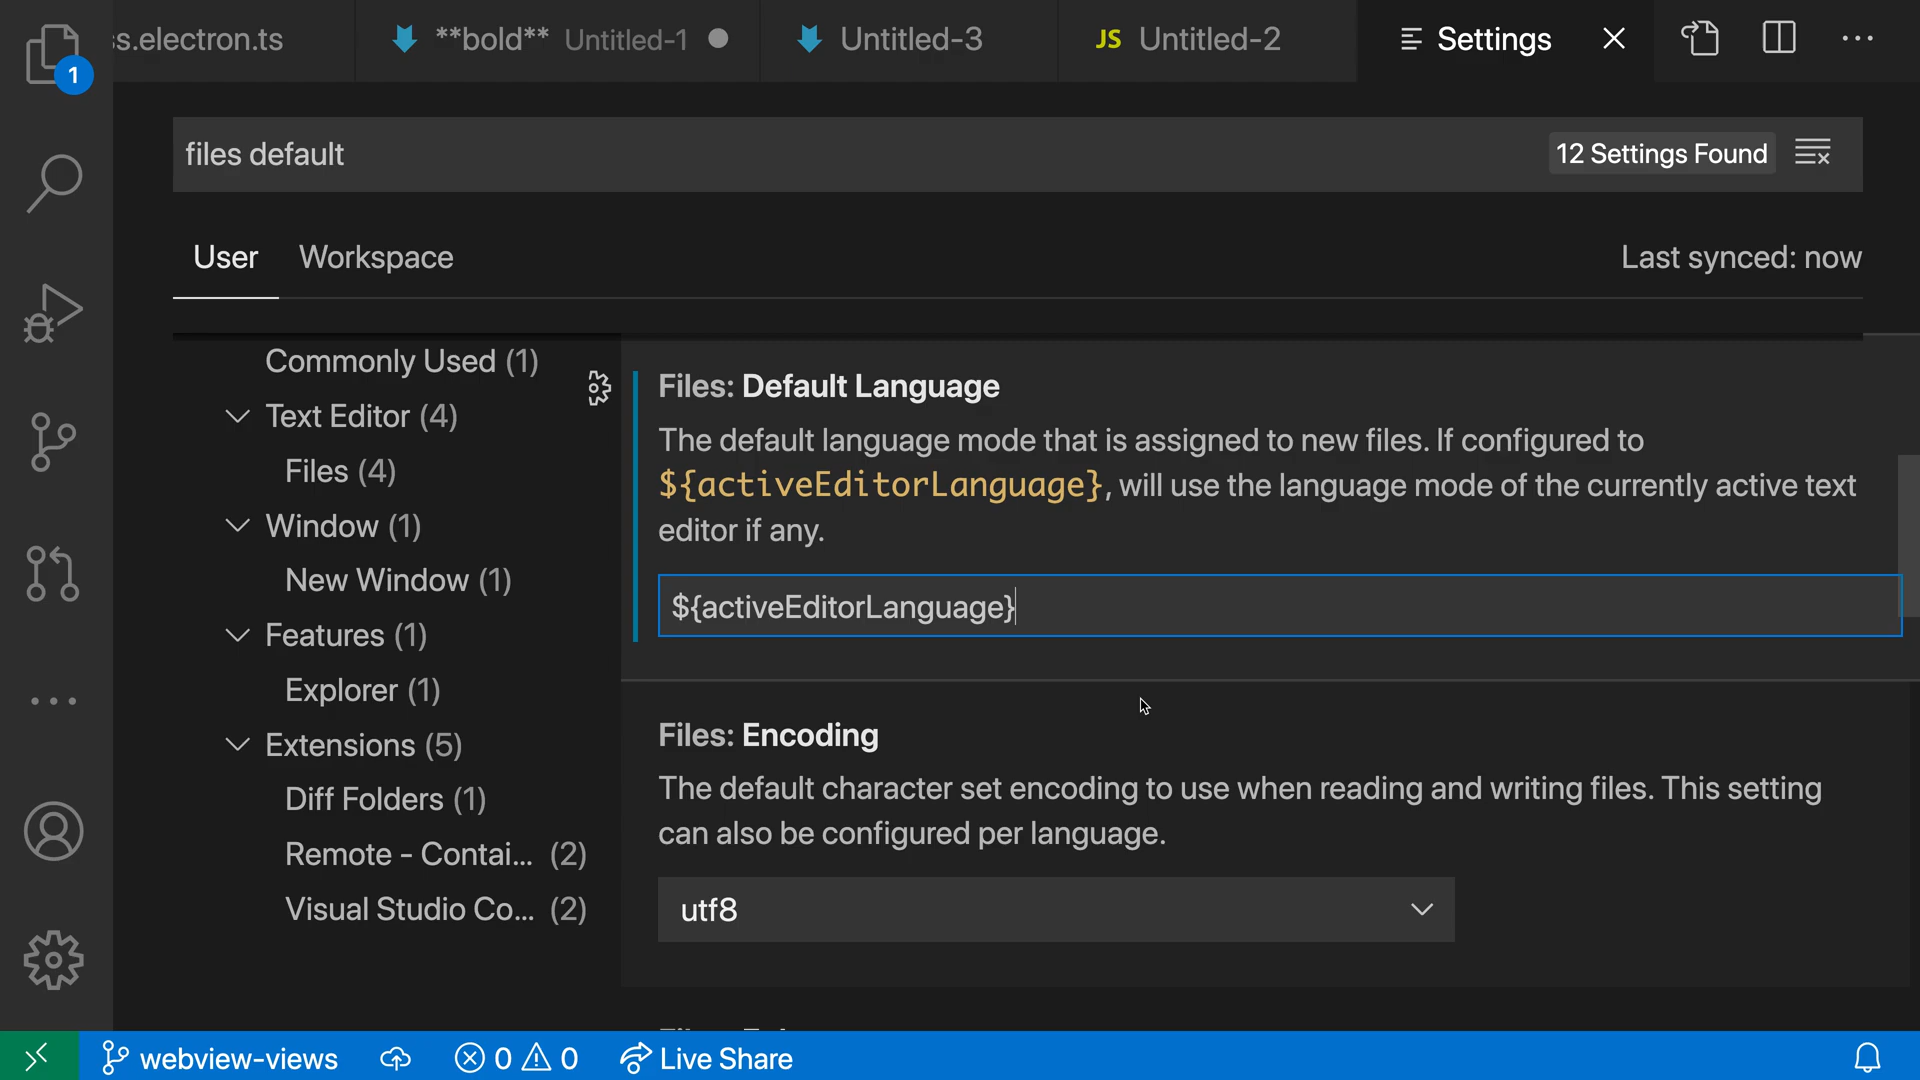 s.electron.ts
**bold** Untitled-1
Untitled-3
JS Untitled-2
Settings
1
files default
12 Settings Found
User
Workspace
Last synced: now
Commonly Used (1)
Text Editor (4)
Files (4)
Window (1)
New Window (1)
Features (1)
Explorer (1)
Extensions (5)
Diff Folders (1)
Remote - Contai... (2)
Visual Studio Co... (2)
Files: Default Language
The default language mode that is assigned to new files. If configured to
${activeEditorLanguage}, will use the language mode of the currently active text
editor if any.
${activeEditorLanguage}
Files: Encoding
The default character set encoding to use when reading and writing files. This setting
can also be configured per language.
utf8
webview-views
0
0
Live Share